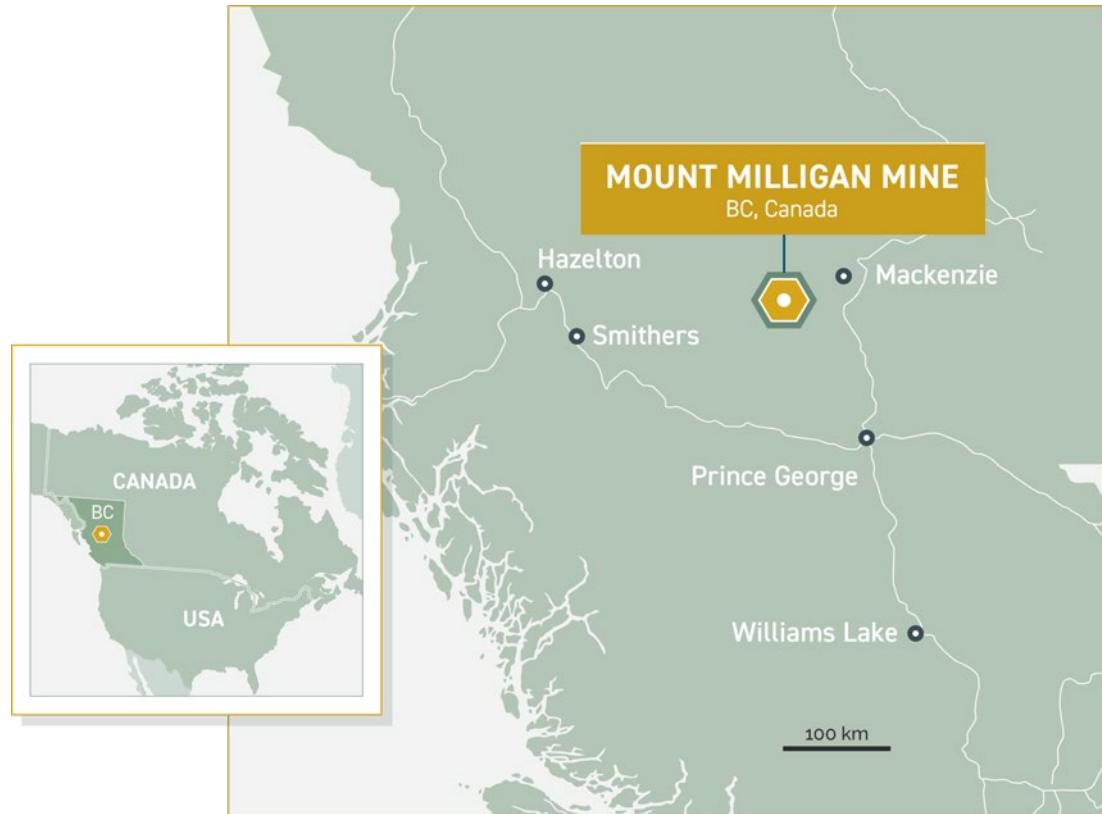 MOUNT MILLIGAN MINE
BC, Canada
Hazelton
Mackenzie
Smithers
CANADA
BC
USA
Prince George
Williams Lake
100 km